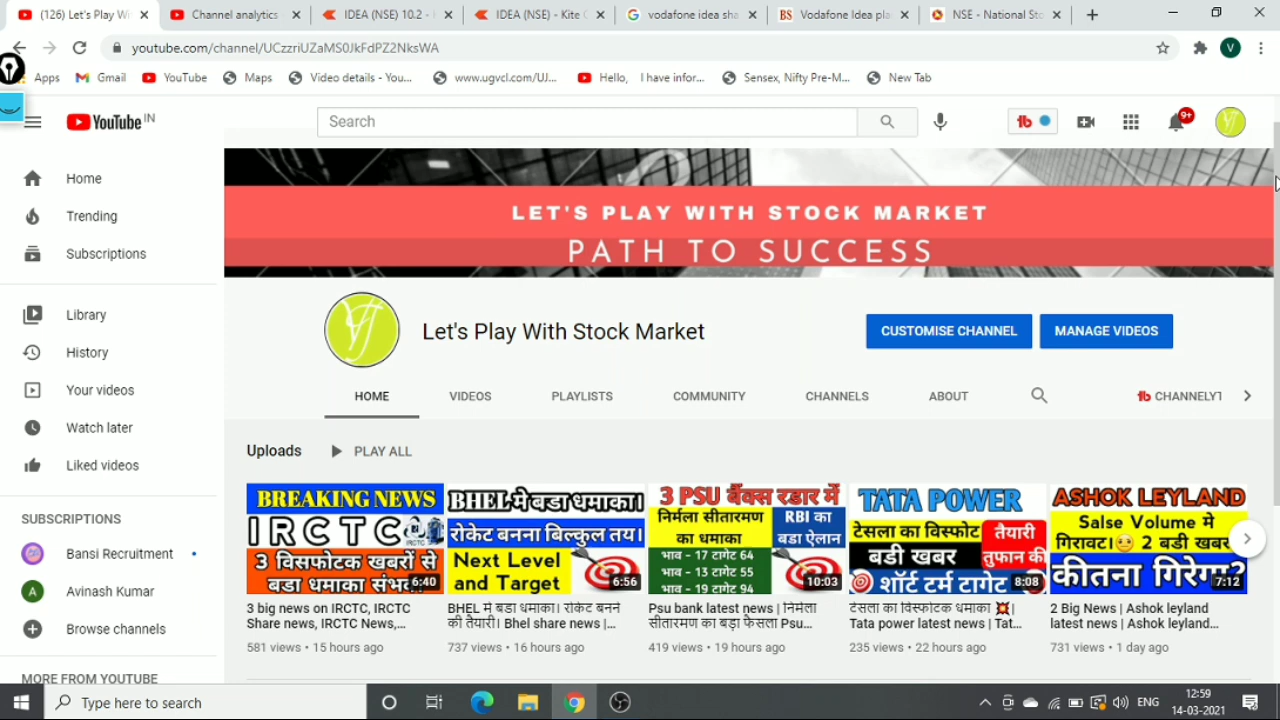 (126) Let's Play Wi
Channel analytics
IDEA (NSE) 10.2 -
IDEA (NSE) - Kite
vodafone idea sha
BS Vodafone Idea pla
NSE - National Sto
youtube.com/channel/UCzzriUZaMS0JkFdPZ2NksWA
V
Apps
Gmail
YouTube
Maps
Video details - You...
www.ugvcl.com/UJ...
Hello, I have infor...
Sensex, Nifty Pre-M...
New Tab
YouTube IN
Search
9+
Home
Trending
Subscriptions
Library
History
Your videos
Watch later
Liked videos
SUBSCRIPTIONS
Bansi Recruitment
A Avinash Kumar
Browse channels
MORE FROM YOUTUBE
LET'S PLAY WITH STOCK MARKET
PATH TO SUCCESS
Let's Play With Stock Market
CUSTOMISE CHANNEL
MANAGE VIDEOS
HOME
VIDEOS
PLAYLISTS
COMMUNITY
CHANNELS
ABOUT
CHANNELYT
Uploads
PLAY ALL
BREAKING NEWS
IRCTC
3 विसफोटक खबरों से
बडा धमाका संभव
6:40
3 big news on IRCTC, IRCTC
Share news, IRCTC News,...
581 views • 15 hours ago
BHEL मे बडा धमाका।
रोकेट बनना बिल्कुल तय।
Next Level
and Target
6:56
BHEL मे बडा धमाका। रोकेट बनने
की तैयारी। Bhel share news |...
737 views • 16 hours ago
3 PSU बैंक्स रडार में
निर्मला सीतारमण
का धमाका
RBI का
बडा ऐलान
भाव - 17 टार्गेट 64
भाव - 13 टार्गेट 55
भाव - 19 टार्गेट 94
10:03
Psu bank latest news | निर्मला
सीतारमण का बड़ा फैसला Psu...
419 views • 19 hours ago
TATA POWER
टेसला का विस्फोट
बडी खबर
तैयारी
तुफान की
शॉर्ट टर्म टार्गेट
8:08
टेसला का विस्फोटक धमाका 💥|
Tata power latest news | Tat...
235 views • 22 hours ago
ASHOK LEYLAND
Salse Volume मे
गिरावट।😔 2 बडी खबर
कीतना गिरेगा?
7:12
2 Big News | Ashok leyland
latest news | Ashok leyland...
731 views • 1 day ago
Type here to search
ENG
12:59
14-03-2021